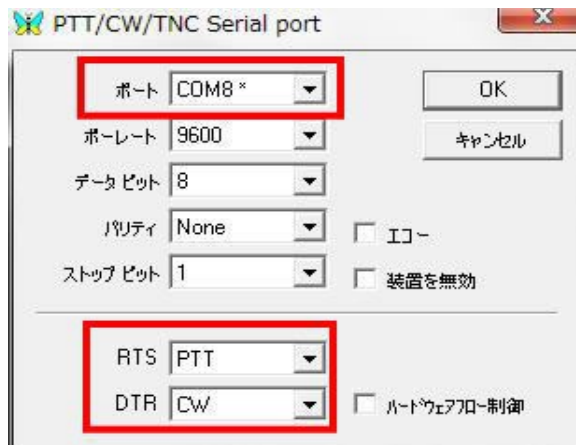 PTT/CW/TNC Serial port
ポート COM8 * OK
ボーレート 9600 キャンセル
データ ビット 8
パリティ None エコー
ストップ ビット 1 装置を無効
RTS PTT
DTR CW ハードウェアフロー制御